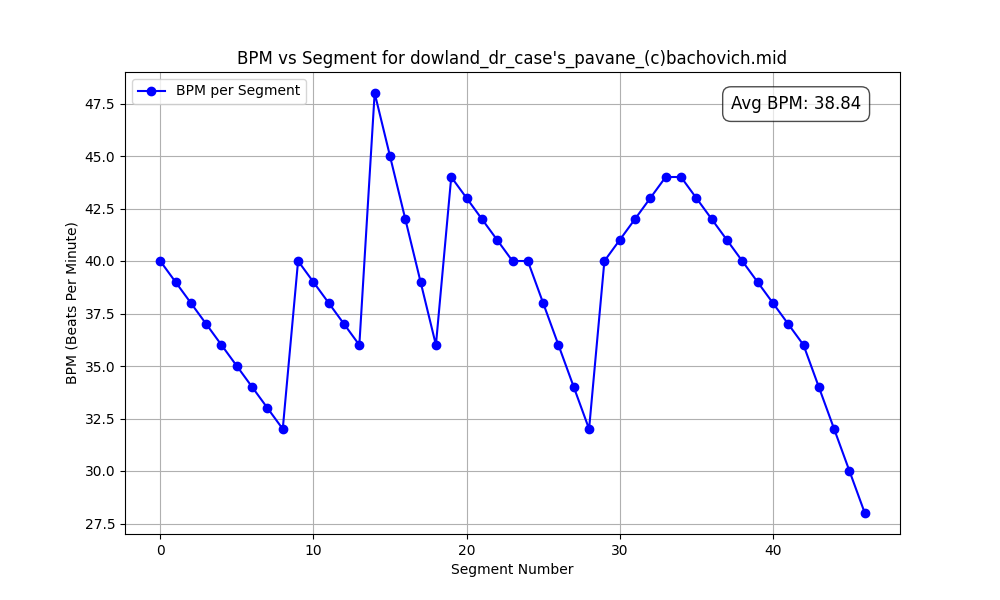 BPM vs Segment for dowland_dr_case's_pavane_(c)bachovich.mid
BPM per Segment
Avg BPM: 38.84
47.5
45.0
42.5
40.0
37.5
35.0
32.5
30.0
27.5
BPM (Beats Per Minute)
0 10 20 30 40
Segment Number